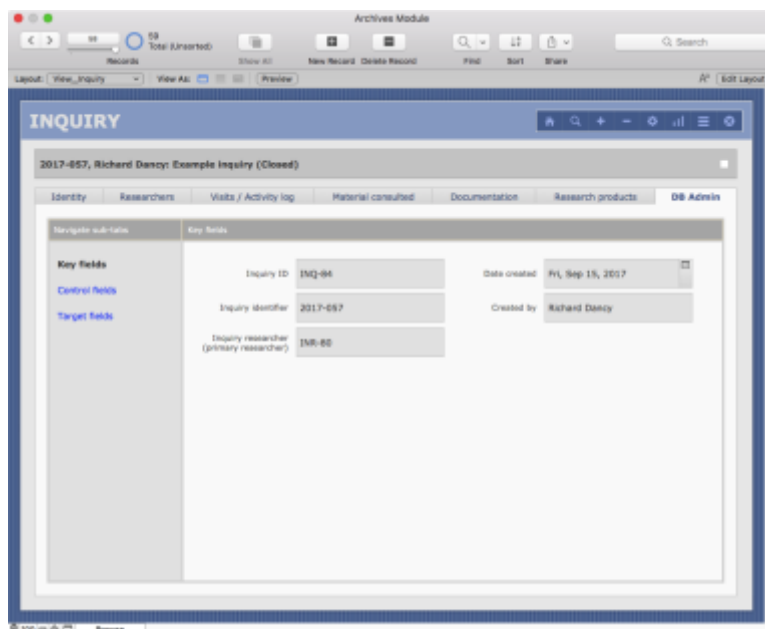 Archives Module
59
Total (Unsorted)
Search
Records Show All New Record Delete Record Find Sort Share
Layout: View_Inquiry View As: Preview Edit Layout
INQUIRY
2017-057, Richard Dancy: Example inquiry (Closed)
Identity Researchers Visits / Activity log Material consulted Documentation Research products DB Admin
Navigate sub-tabs Key fields
Key fields
Control fields
Target fields
Inquiry ID INQ-84 Date created Fri, Sep 15, 2017
Inquiry identifier 2017-057 Created by Richard Dancy
Inquiry researcher
(primary researcher) INR-80
Browse